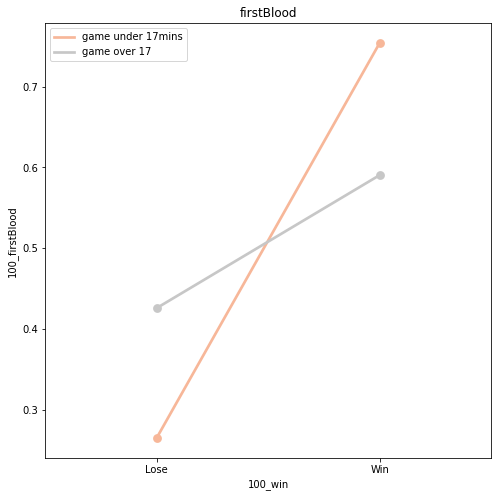 firstBlood
game under 17mins
game over 17
100_firstBlood
0.7
0.6
0.5
0.4
0.3
Lose
Win
100_win